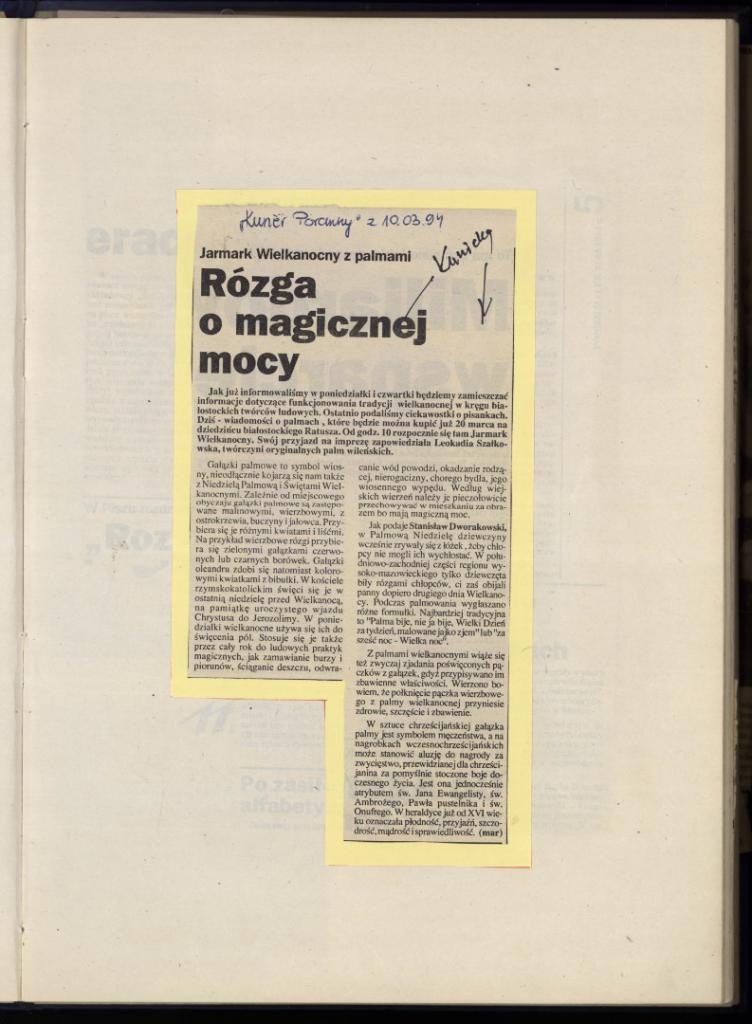 „Kurier Poranny" z 10.03.94
Jarmark Wielkanocny z palmami
Rózga
o magicznej
mocy
Jak już informowaliśmy w poniedziałki i czwartki będziemy zamieszczać
informacje dotyczące funkcjonowania tradycji wielkanocnej w kręgu bia-
łostockich twórców ludowych. Ostatnio podaliśmy ciekawostki o pisankach.
Dziś - wiadomości o palmach , które będzie można kupić już 20 marca na
dziedzińcu białostockiego Ratusza. Od godz. 10 rozpocznie się tam Jarmark
Wielkanocny. Swój przyjazd na imprezę zapowiedziała Leokadia Szałko-
wska, twórczyni oryginalnych palm wileńskich.
Gałązki palmowe to symbol wios-
ny, nieodłącznie kojarzą się nam także
z Niedzielą Palmową i Świętami Wiel-
kanocnymi. Zależnie od miejscowego
obyczaju gałązki palmowe są zastępo-
wane malinowymi, wierzbowymi, z
ostrokrzewia, buczyny i jałowca. Przy-
biera się je różnymi kwiatami i liśćmi.
Na przykład wierzbowe rózgi przybie-
ra się zielonymi gałązkami czerwo-
nych lub czarnych borówek. Gałązki
oleandru zdobi się natomiast koloro-
wymi kwiatkami z bibułki. W kościele
rzymskokatolickim święci się je w
ostatnią niedzielę przed Wielkanocą,
na pamiątkę uroczystego wjazdu
Chrystusa do Jerozolimy. W ponie-
działki wielkanocne używa się ich do
święcenia pól. Stosuje się je także
przez cały rok do ludowych praktyk
magicznych, jak zamawianie burzy i
piorunów, ściąganie deszczu, odwra-
canie wód powodzi, okadzanie rodzą-
cej, nierogacizny, chorego bydła, jego
wiosennego wypędu. Według wiej-
skich wierzeń należy je pieczołowicie
przechowywać w mieszkaniu za obra-
zem bo mają magiczną moc.
Jak podaje Stanisław Dworakowski,
w Palmową Niedzielę dziewczyny
wcześnie zrywały się z łóżek , żeby chło-
pcy nie mogli ich wychłostać. W połu-
dniowo-zachodniej części regionu wy-
soko-mazowieckiego tylko dziewczęta
biły rózgami chłopców, ci zaś obijali
panny dopiero drugiego dnia Wielkano-
cy. Podczas palmowania wygłaszano
różne formułki. Najbardziej tradycyjna
to "Palma bije, nie ja bije, Wielki Dzień
za tydzień, malowane jajko zjem" lub "za
sześć noc - Wielka noc".
Z palmami wielkanocnymi wiąże się
też zwyczaj zjadania poświęconych pą-
czków z gałązek, gdyż przypisywano im
zbawienne właściwości. Wierzono bo-
wiem, że połknięcie pączka wierzbowe-
go z palmy wielkanocnej przyniesie
zdrowie, szczęście i zbawienie.
W sztuce chrześcijańskiej gałązka
palmy jest symbolem męczeństwa, a na
nagrobkach wczesnochrześcijańskich
może stanowić aluzję do nagrody za
zwycięstwo, przewidzianej dla chrześci-
janina za pomyślnie stoczone boje do-
czesnego życia. Jest ona jednocześnie
atrybutem św. Jana Ewangelisty, św.
Ambrożego, Pawła pustelnika i św.
Onufrego. W heraldyce już od XVI wie-
ku oznaczała płodność, przyjaźń, szczo-
drość, mądrość i sprawiedliwość. (mar)